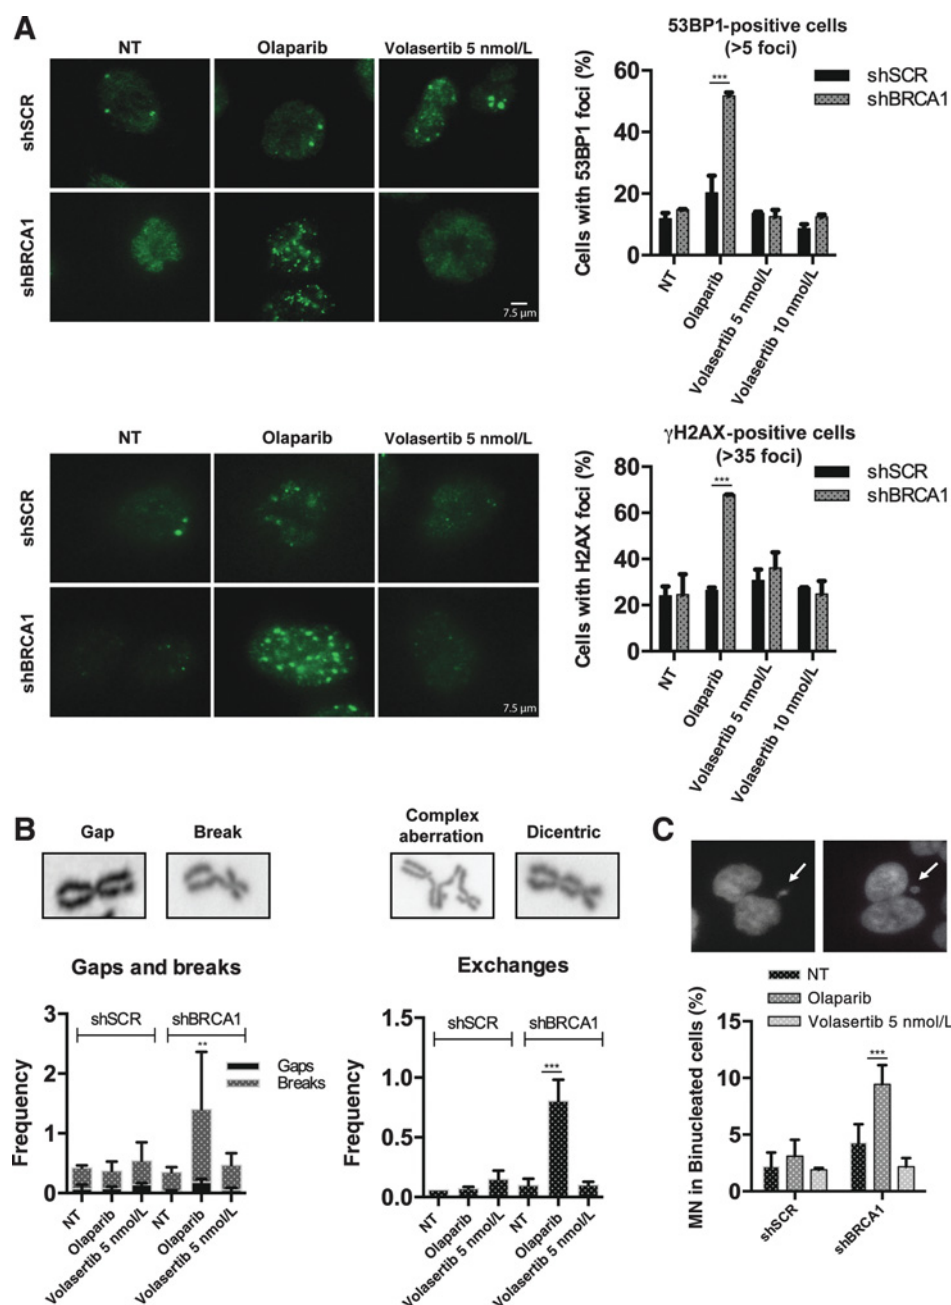 A
NT
Olaparib
Volasertib 5 nmol/L
shSCR
shBRCA1
7.5 µm
53BP1-positive cells
(>5 foci)
shSCR
shBRCA1
Cells with 53BP1 foci (%)
60
40
20
0
***
NT
Olaparib
Volasertib 5 nmol/L
Volasertib 10 nmol/L
NT
Olaparib
Volasertib 5 nmol/L
shSCR
shBRCA1
7.5 µm
γH2AX-positive cells
(>35 foci)
shSCR
shBRCA1
Cells with H2AX foci (%)
80
60
40
20
0
***
NT
Olaparib
Volasertib 5 nmol/L
Volasertib 10 nmol/L
B
Gap
Break
Complex
aberration
Dicentric
Gaps and breaks
Frequency
3
2
1
0
shSCR
shBRCA1
**
Gaps
Breaks
NT
Olaparib
Volasertib 5 nmol/L
NT
Olaparib
Volasertib 5 nmol/L
Exchanges
Frequency
1.5
1.0
0.5
0.0
shSCR
shBRCA1
***
NT
Olaparib
Volasertib 5 nmol/L
NT
Olaparib
Volasertib 5 nmol/L
C
NT
Olaparib
Volasertib 5 nmol/L
MN in Binucleated cells (%)
15
10
5
0
***
shSCR
shBRCA1